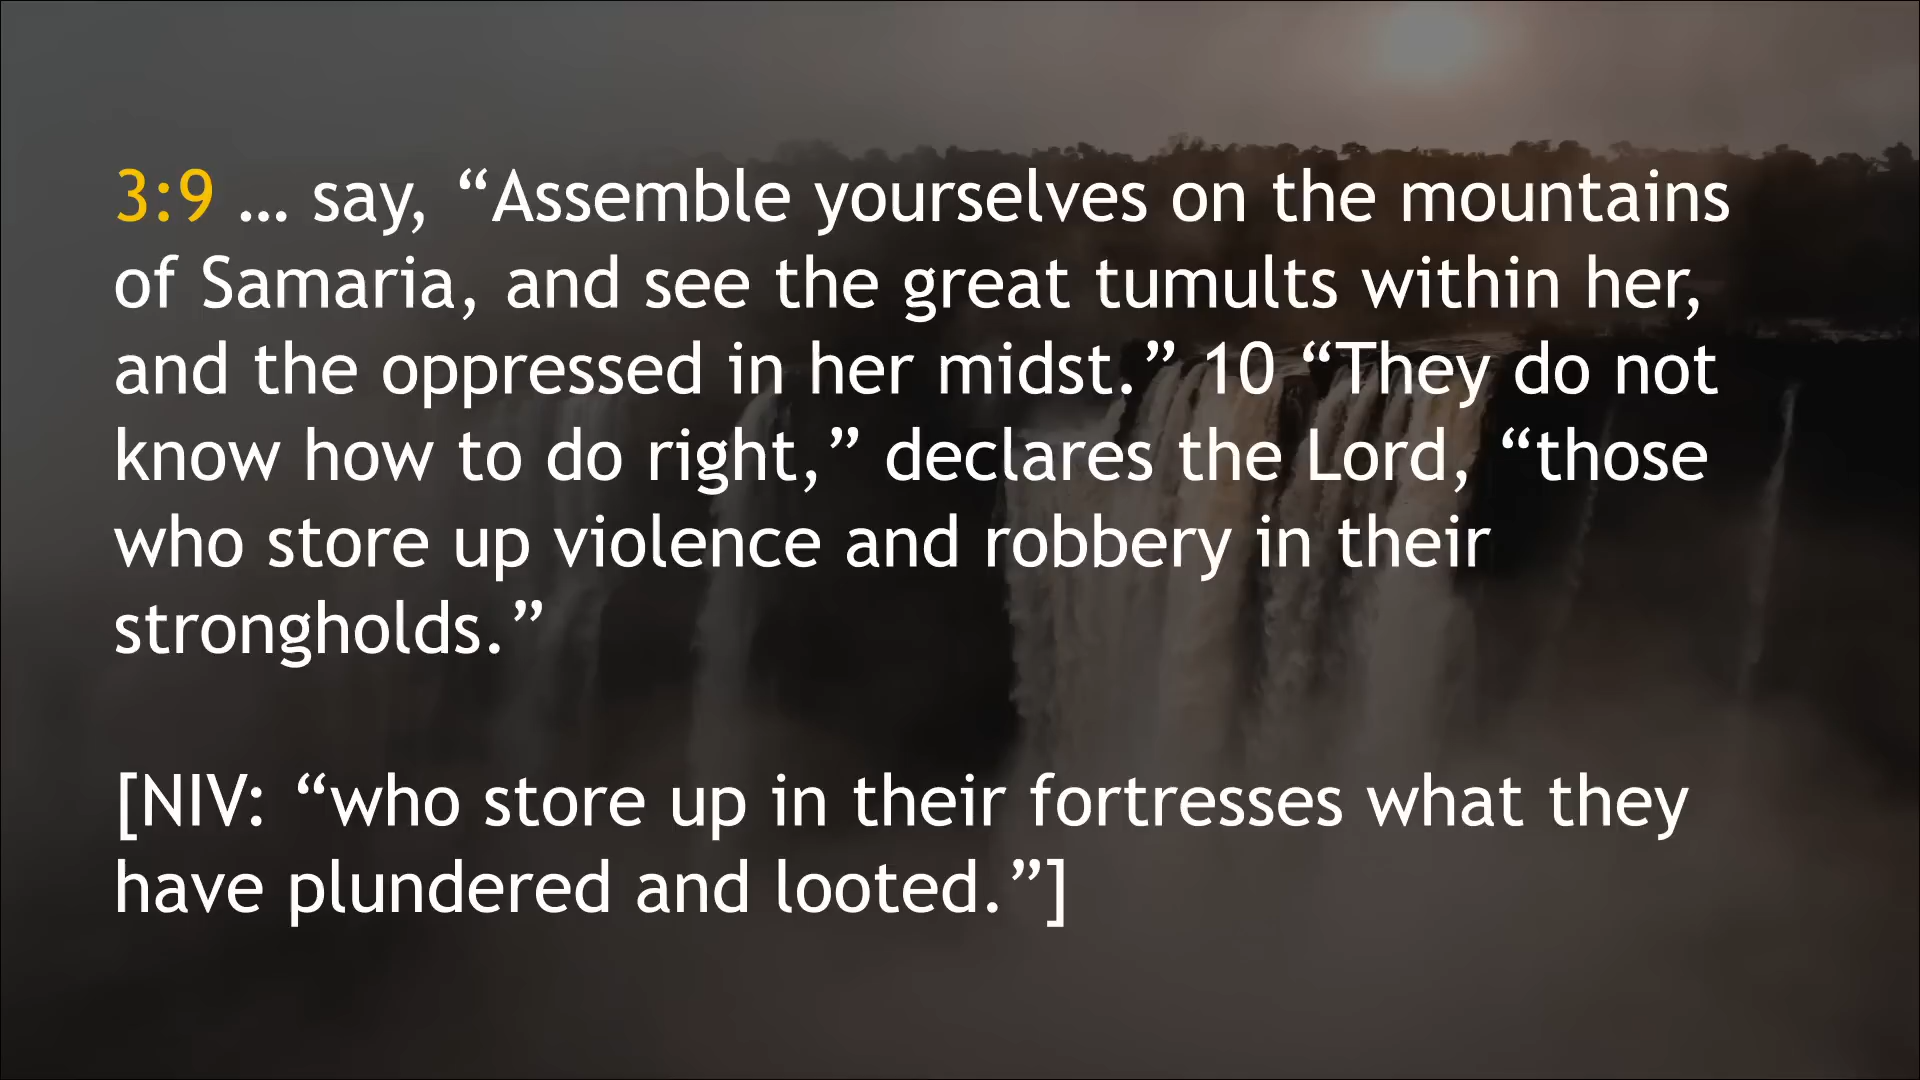 3:9 … say, “Assemble yourselves on the mountains
of Samaria, and see the great tumults within her,
and the oppressed in her midst.” 10 “They do not
know how to do right,” declares the Lord, “those
who store up violence and robbery in their
strongholds.”
[NIV: “who store up in their fortresses what they
have plundered and looted.”]